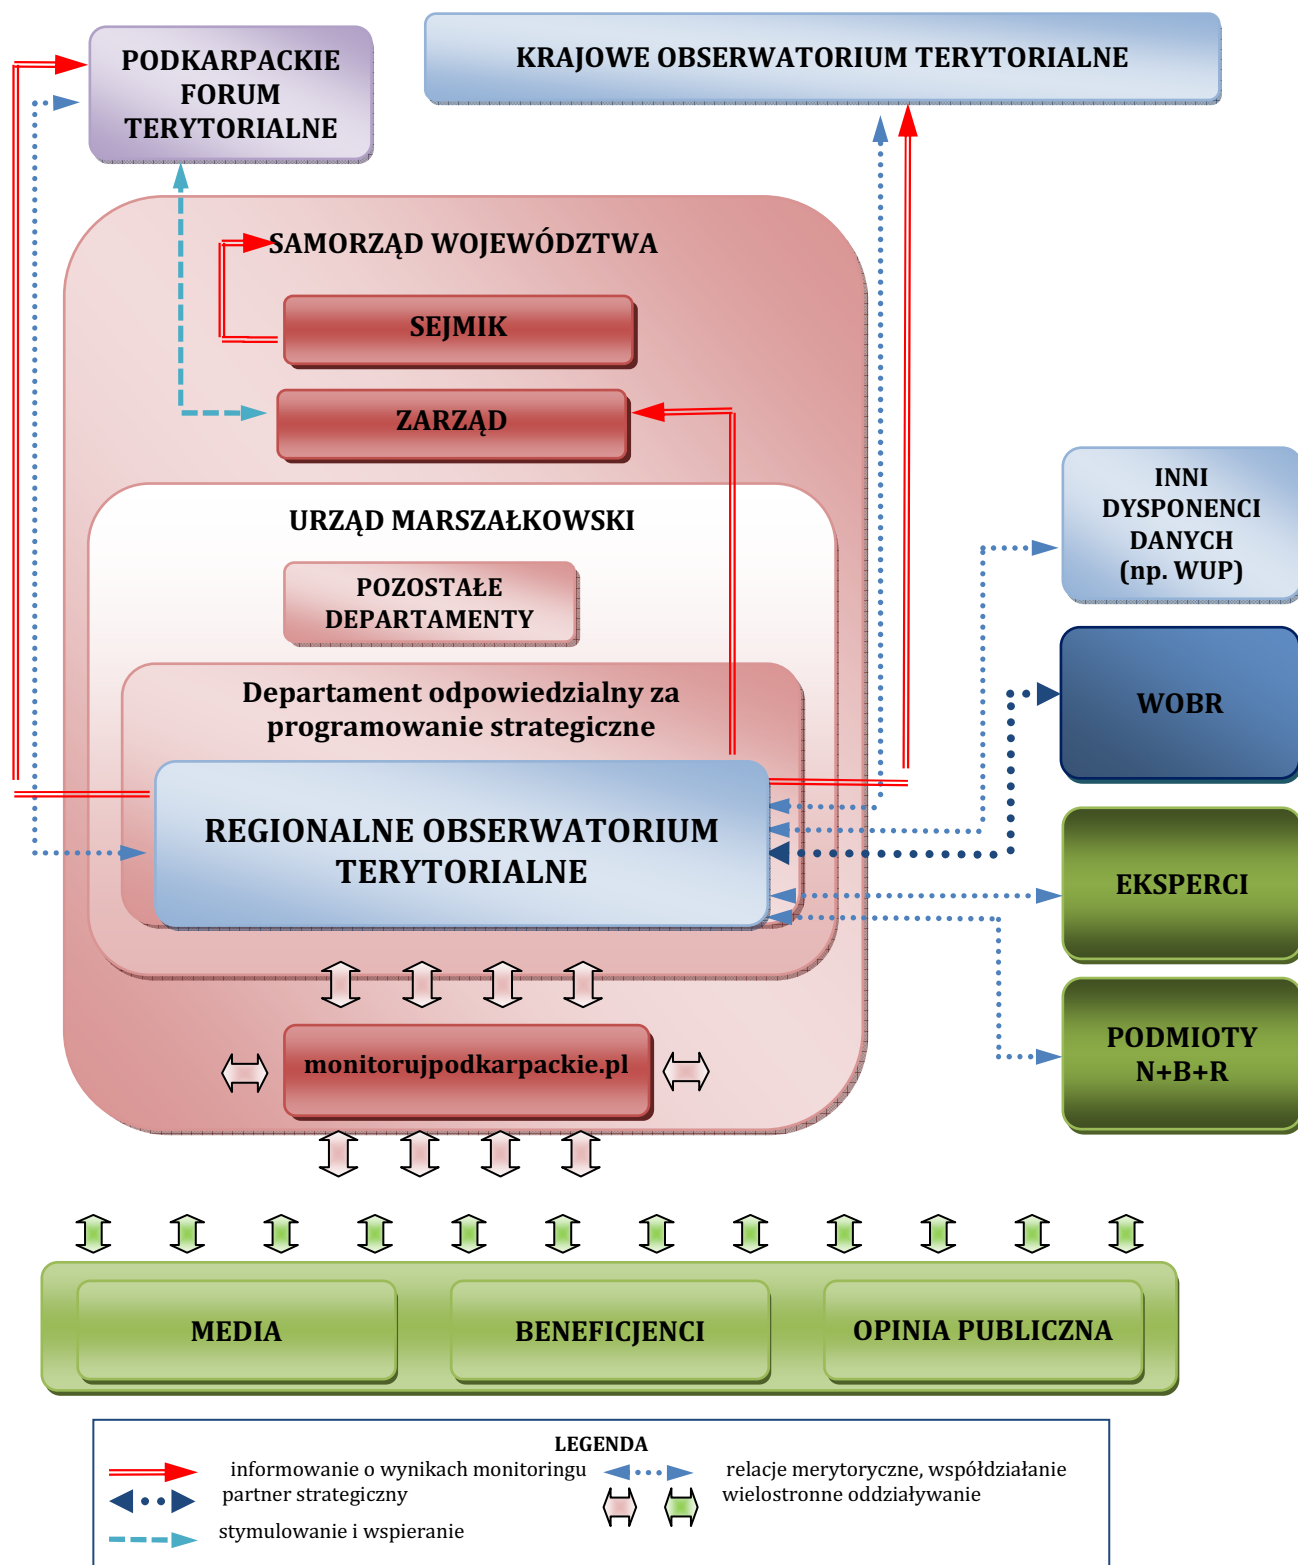 PODKARPACKIE
FORUM
TERYTORIALNE
KRAJOWE OBSERWATORIUM TERYTORIALNE
SAMORZĄD WOJEWÓDZTWA
SEJMIK
ZARZĄD
URZĄD MARSZAŁKOWSKI
POZOSTAŁE
DEPARTAMENTY
Departament odpowiedzialny za
programowanie strategiczne
REGIONALNE OBSERWATORIUM
TERYTORIALNE
INNI
DYSPONENCI
DANYCH
(np. WUP)
WOBR
EKSPERCI
PODMIOTY
N+B+R
monitorujpodkarpackie.pl
MEDIA
BENEFICJENCI
OPINIA PUBLICZNA
LEGENDA
informowanie o wynikach monitoringu
relacje merytoryczne, współdziałanie
partner strategiczny
wielostronne oddziaływanie
stymulowanie i wspieranie